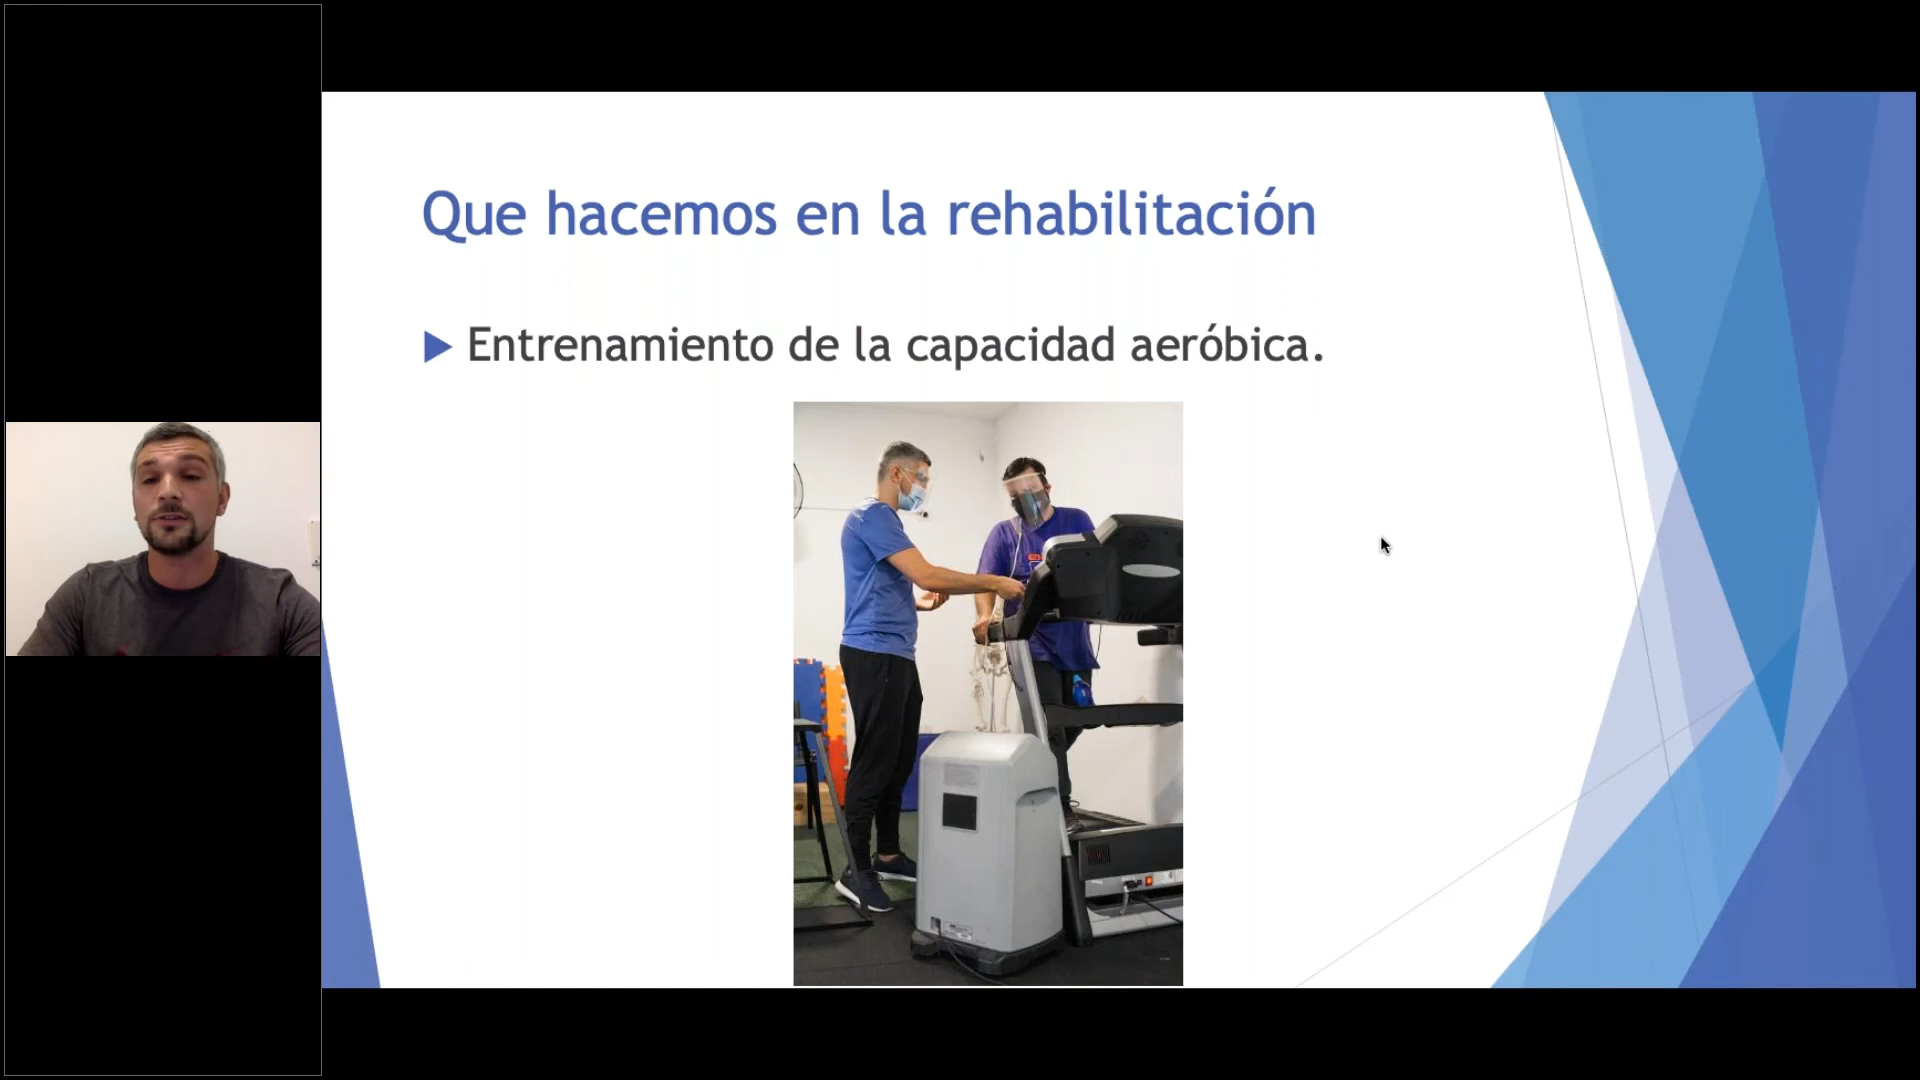 Que hacemos en la rehabilitación
Entrenamiento de la capacidad aeróbica.